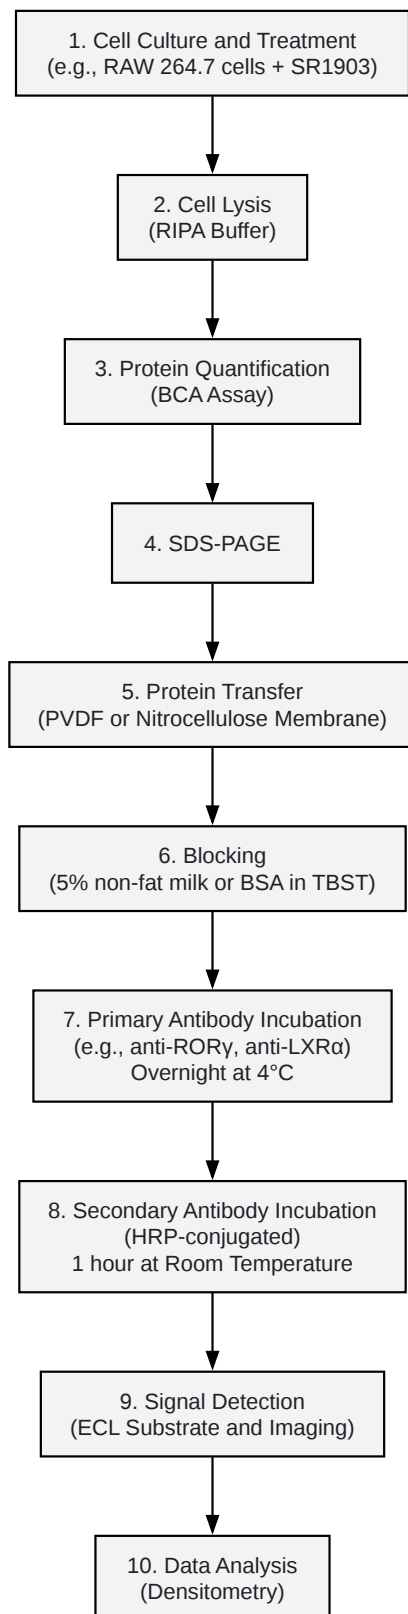 1. Cell Culture and Treatment
(e.g., RAW 264.7 cells + SR1903)
2. Cell Lysis
(RIPA Buffer)
3. Protein Quantification
(BCA Assay)
4. SDS-PAGE
5. Protein Transfer
(PVDF or Nitrocellulose Membrane)
6. Blocking
(5% non-fat milk or BSA in TBST)
7. Primary Antibody Incubation
(e.g., anti-RORγ, anti-LXRα)
Overnight at 4°C
8. Secondary Antibody Incubation
(HRP-conjugated)
1 hour at Room Temperature
9. Signal Detection
(ECL Substrate and Imaging)
10. Data Analysis
(Densitometry)